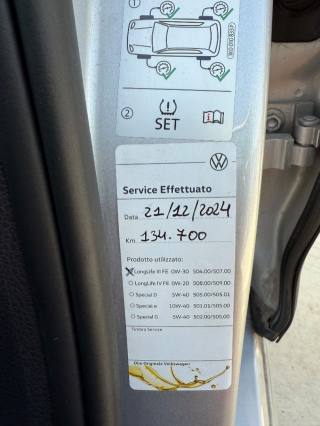 ①
②
SET
Service Effettuato
Data 21/12/2024
Km. 134.700
Prodotto utilizzato:
LongLife III FE 0W-30 504.00/507.00
LongLife IV FE 0W-20 508.00/509.00
Special D 5W-40 505.00/505.01
Special e 10W-40 501.01/505.00
Special G 5W-40 502.00/505.00
Timbro Service
Olio Originale Volkswagen